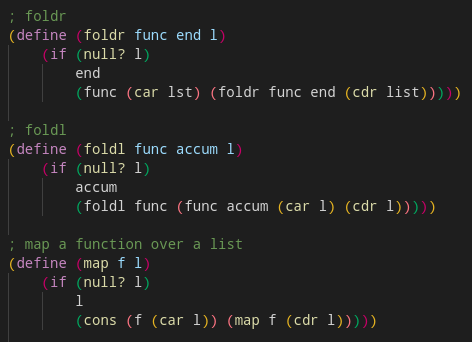 ; foldr
(define (foldr func end l)
    (if (null? l)
        end
        (func (car lst) (foldr func end (cdr list)))))
; foldl
(define (foldl func accum l)
    (if (null? l)
        accum
        (foldl func (func accum (car l) (cdr l)))))
; map a function over a list
(define (map f l)
    (if (null? l)
        l
        (cons (f (car l)) (map f (cdr l)))))